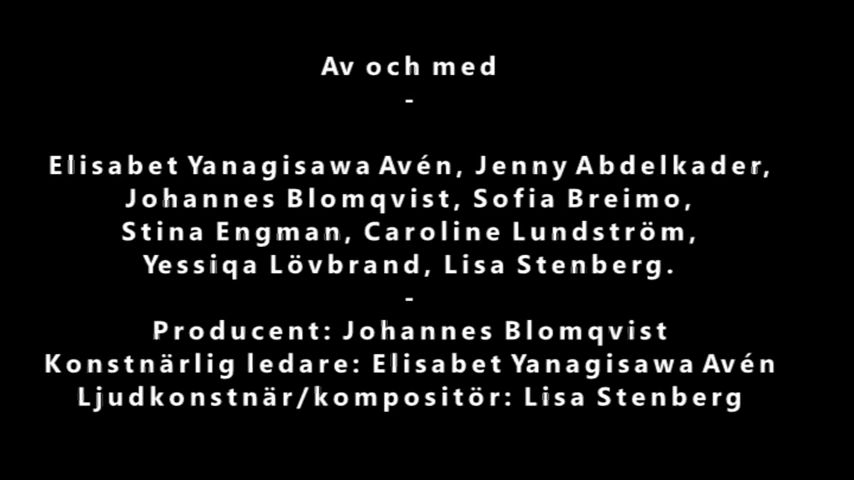 Av och med
-
Elisabet Yanagisawa Avén, Jenny Abdelkader,
Johannes Blomqvist, Sofia Breimo,
Stina Engman, Caroline Lundström,
Yessiqa Lövbrand, Lisa Stenberg.
-
Producent: Johannes Blomqvist
Konstnärlig ledare: Elisabet Yanagisawa Avén
Ljudkonstnär/kompositör: Lisa Stenberg